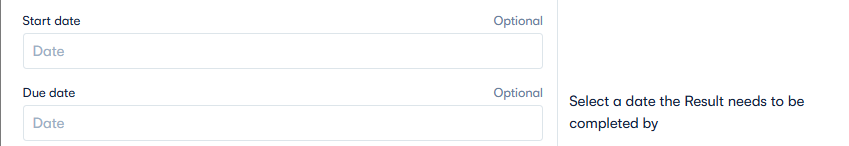 Start date Optional
Date
Due date Optional
Date
Select a date the Result needs to be
completed by